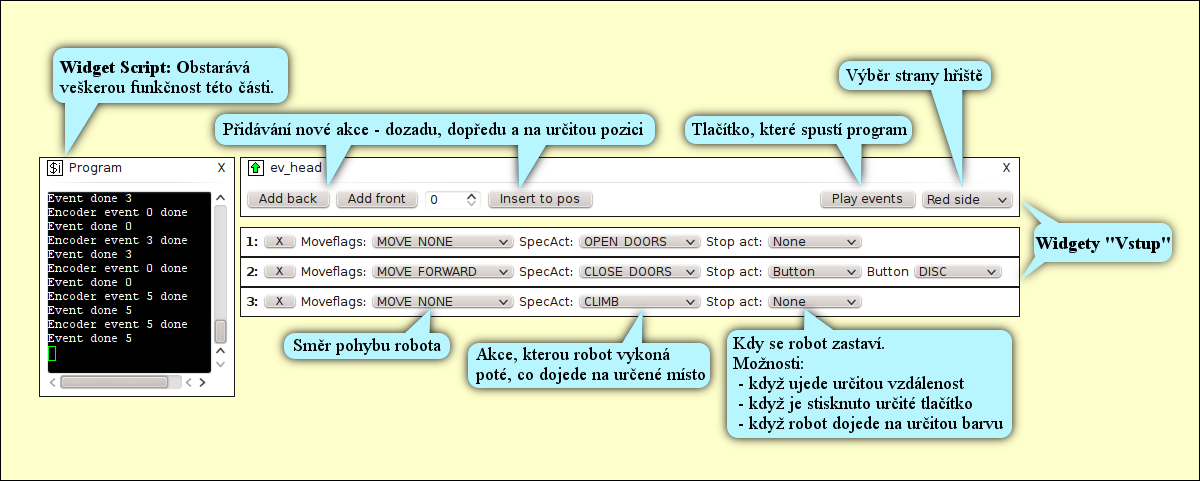 Widget Script: Obstarává
veškerou funkčnost této části.
Výběr strany hřiště
Přidávání nové akce - dozadu, dopředu a na určitou pozici
Tlačítko, které spustí program
$i Program X
Event done 3
Encoder event 0 done
Event done 0
Encoder event 3 done
Event done 3
Encoder event 0 done
Event done 0
Encoder event 5 done
Event done 5
Encoder event 5 done
Event done 5
ev_head X
Add back Add front 0 Insert to pos Play events Red side
1: X Moveflags: MOVE_NONE SpecAct: OPEN_DOORS Stop act: None
2: X Moveflags: MOVE_FORWARD SpecAct: CLOSE_DOORS Stop act: Button Button DISC
3: X Moveflags: MOVE_NONE SpecAct: CLIMB Stop act: None
Widgety "Vstup"
Směr pohybu robota
Akce, kterou robot vykoná
poté, co dojede na určené místo
Kdy se robot zastaví.
Možnosti:
- když ujede určitou vzdálenost
- když je stisknuto určité tlačítko
- když robot dojede na určitou barvu